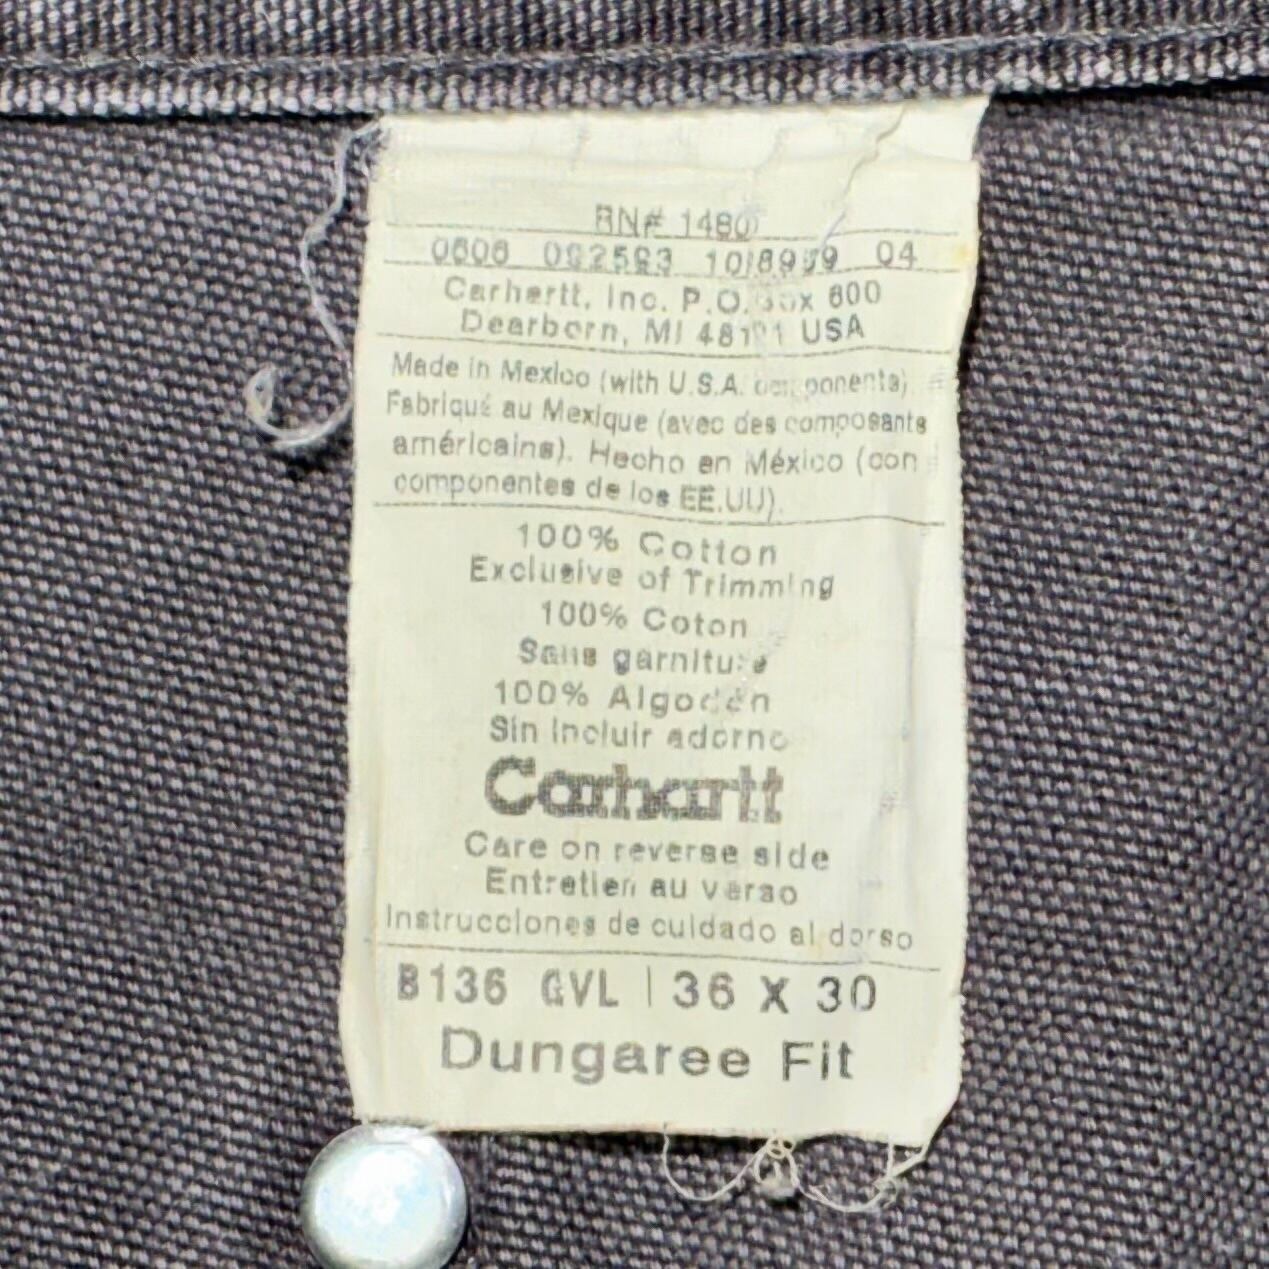 RN# 14806
0606 092593 04
Carhartt, Inc. P.O. Box 600
Dearborn, MI 48121 USA
Made in Mexico (with U.S.A. components).
Fabriqué au Mexique (avec des composants
américains). Hecho en México (con
componentes de los EE.UU).
100% Cotton
Exclusive of Trimming
100% Coton
Sans garniture
100% Algodón
Sin incluir adorno
Carhartt
Care on reverse side
Entretien au verso
Instrucciones de cuidado al dorso
B136 GVL | 36 X 30
Dungaree Fit